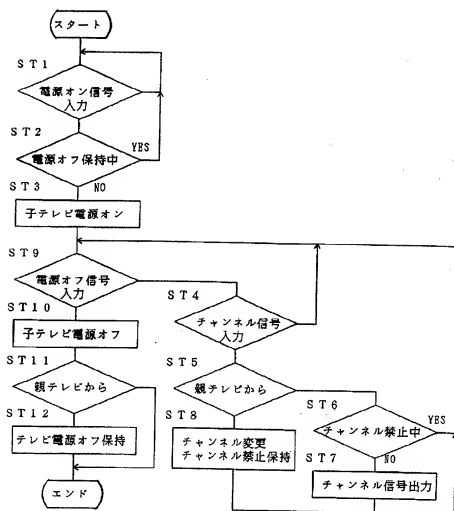 スタート
ST1
電源オン信号
入力
ST2
YES
電源オフ保持中
ST3
NO
子テレビ電源オン
ST9
電源オフ信号
入力
ST10
子テレビ電源オフ
ST11
親テレビから
ST12
テレビ電源オフ保持
エンド
ST4
チャンネル信号
入力
ST5
親テレビから
ST8
チャンネル変更
チャンネル禁止保持
ST6
YES
チャンネル禁止中
ST7
NO
チャンネル信号出力